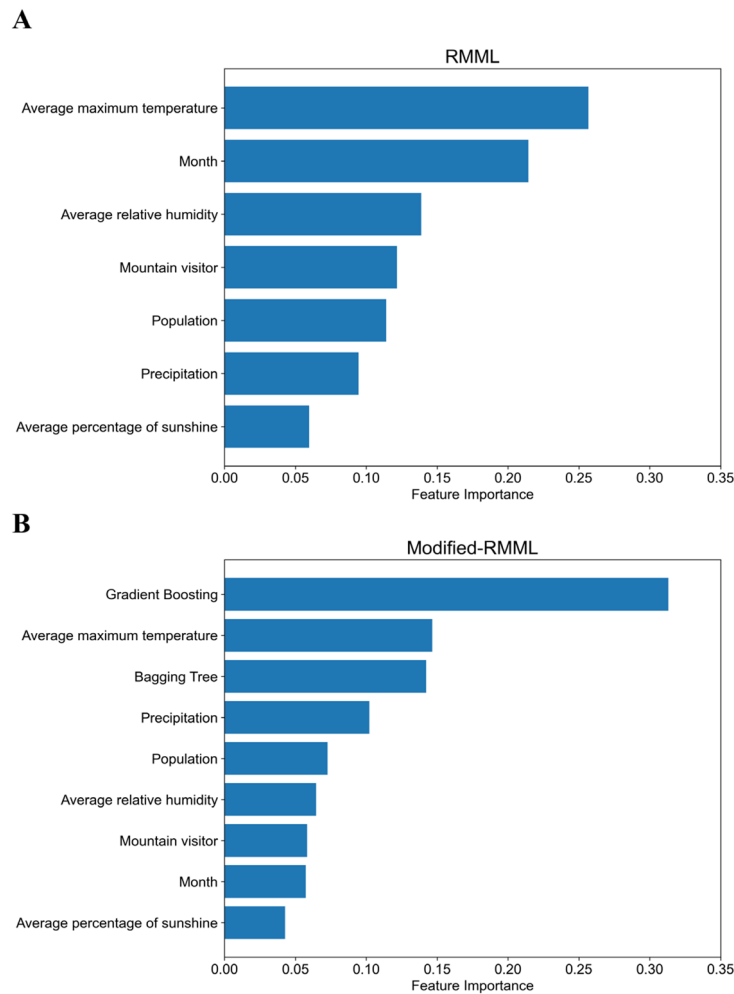 A
RMML
Average maximum temperature
Month
Average relative humidity
Mountain visitor
Population
Precipitation
Average percentage of sunshine
0.00 0.05 0.10 0.15 0.20 0.25 0.30 0.35
Feature Importance
B
Modified-RMML
Gradient Boosting
Average maximum temperature
Bagging Tree
Precipitation
Population
Average relative humidity
Mountain visitor
Month
Average percentage of sunshine
0.00 0.05 0.10 0.15 0.20 0.25 0.30 0.35
Feature Importance